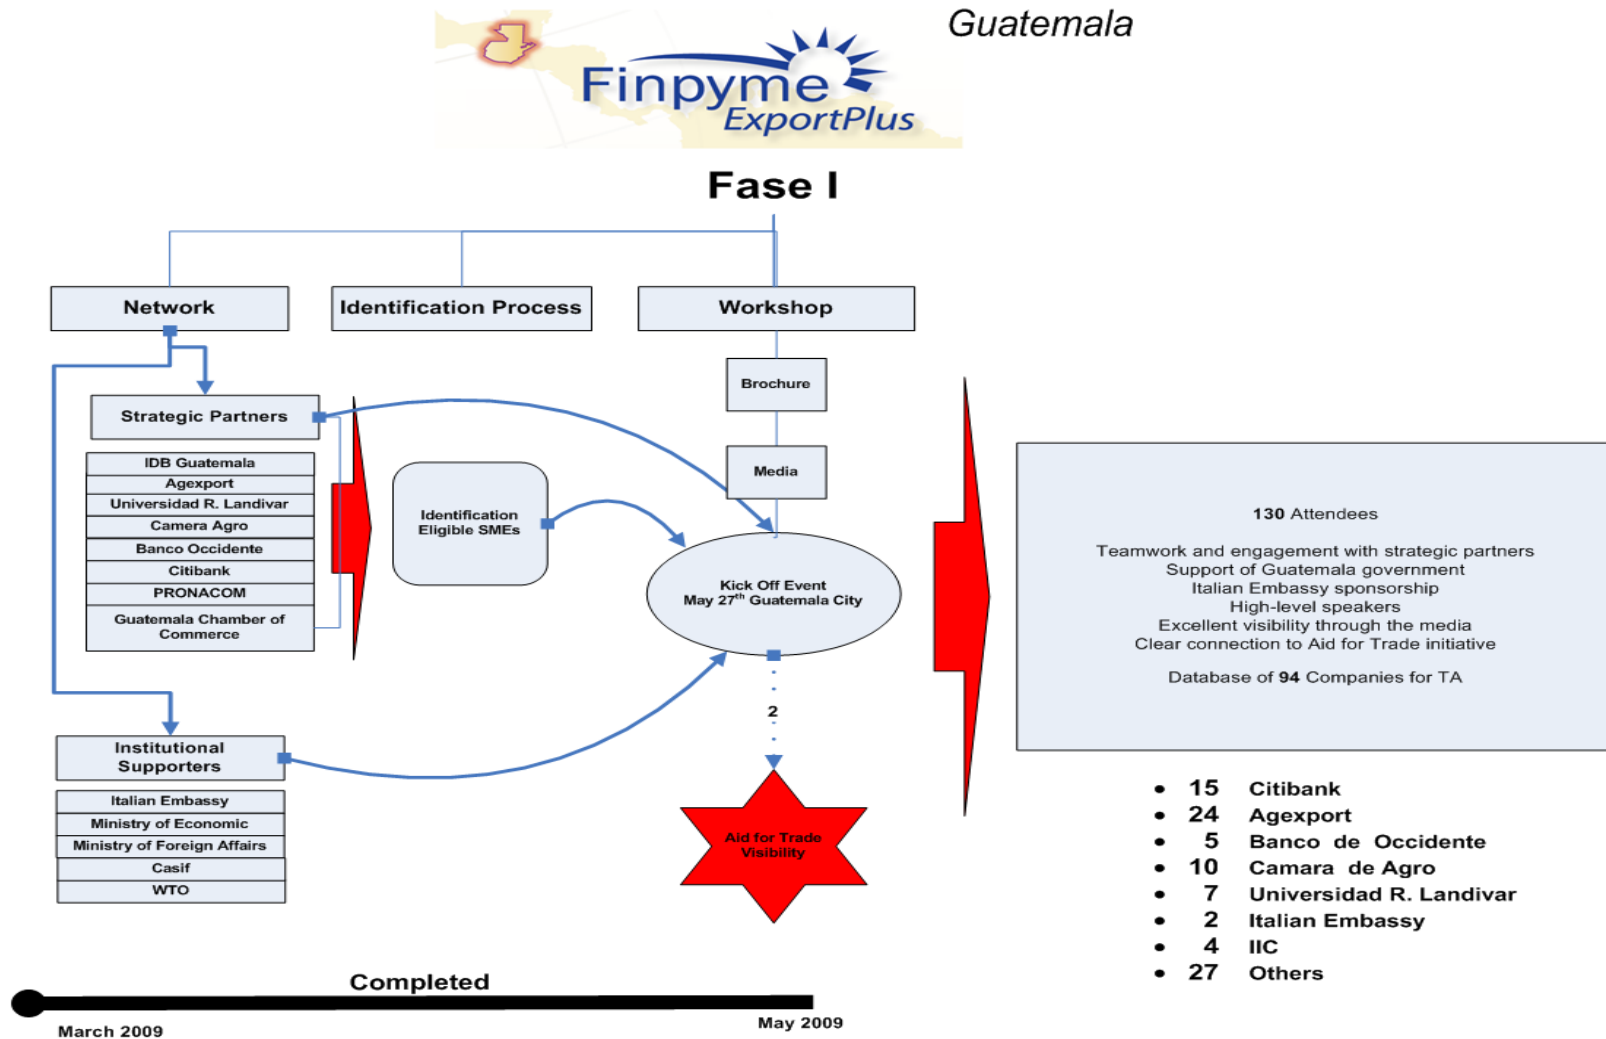 Guatemala
Finpyme
ExportPlus
Fase I
Network
Identification Process
Workshop
Brochure
Media
Strategic Partners
IDB Guatemala
Agexport
Universidad R. Landivar
Camera Agro
Banco Occidente
Citibank
PRONACOM
Guatemala Chamber of
Commerce
Identification
Eligible SMEs
Kick Off Event
May 27th Guatemala City
2
Aid for Trade
Visibility
Institutional
Supporters
Italian Embassy
Ministry of Economic
Ministry of Foreign Affairs
Casif
WTO
130 Attendees
Teamwork and engagement with strategic partners
Support of Guatemala government
Italian Embassy sponsorship
High-level speakers
Excellent visibility through the media
Clear connection to Aid for Trade initiative
Database of 94 Companies for TA
• 15 Citibank
• 24 Agexport
• 5 Banco de Occidente
• 10 Camara de Agro
• 7 Universidad R. Landivar
• 2 Italian Embassy
• 4 IIC
• 27 Others
Completed
March 2009
May 2009